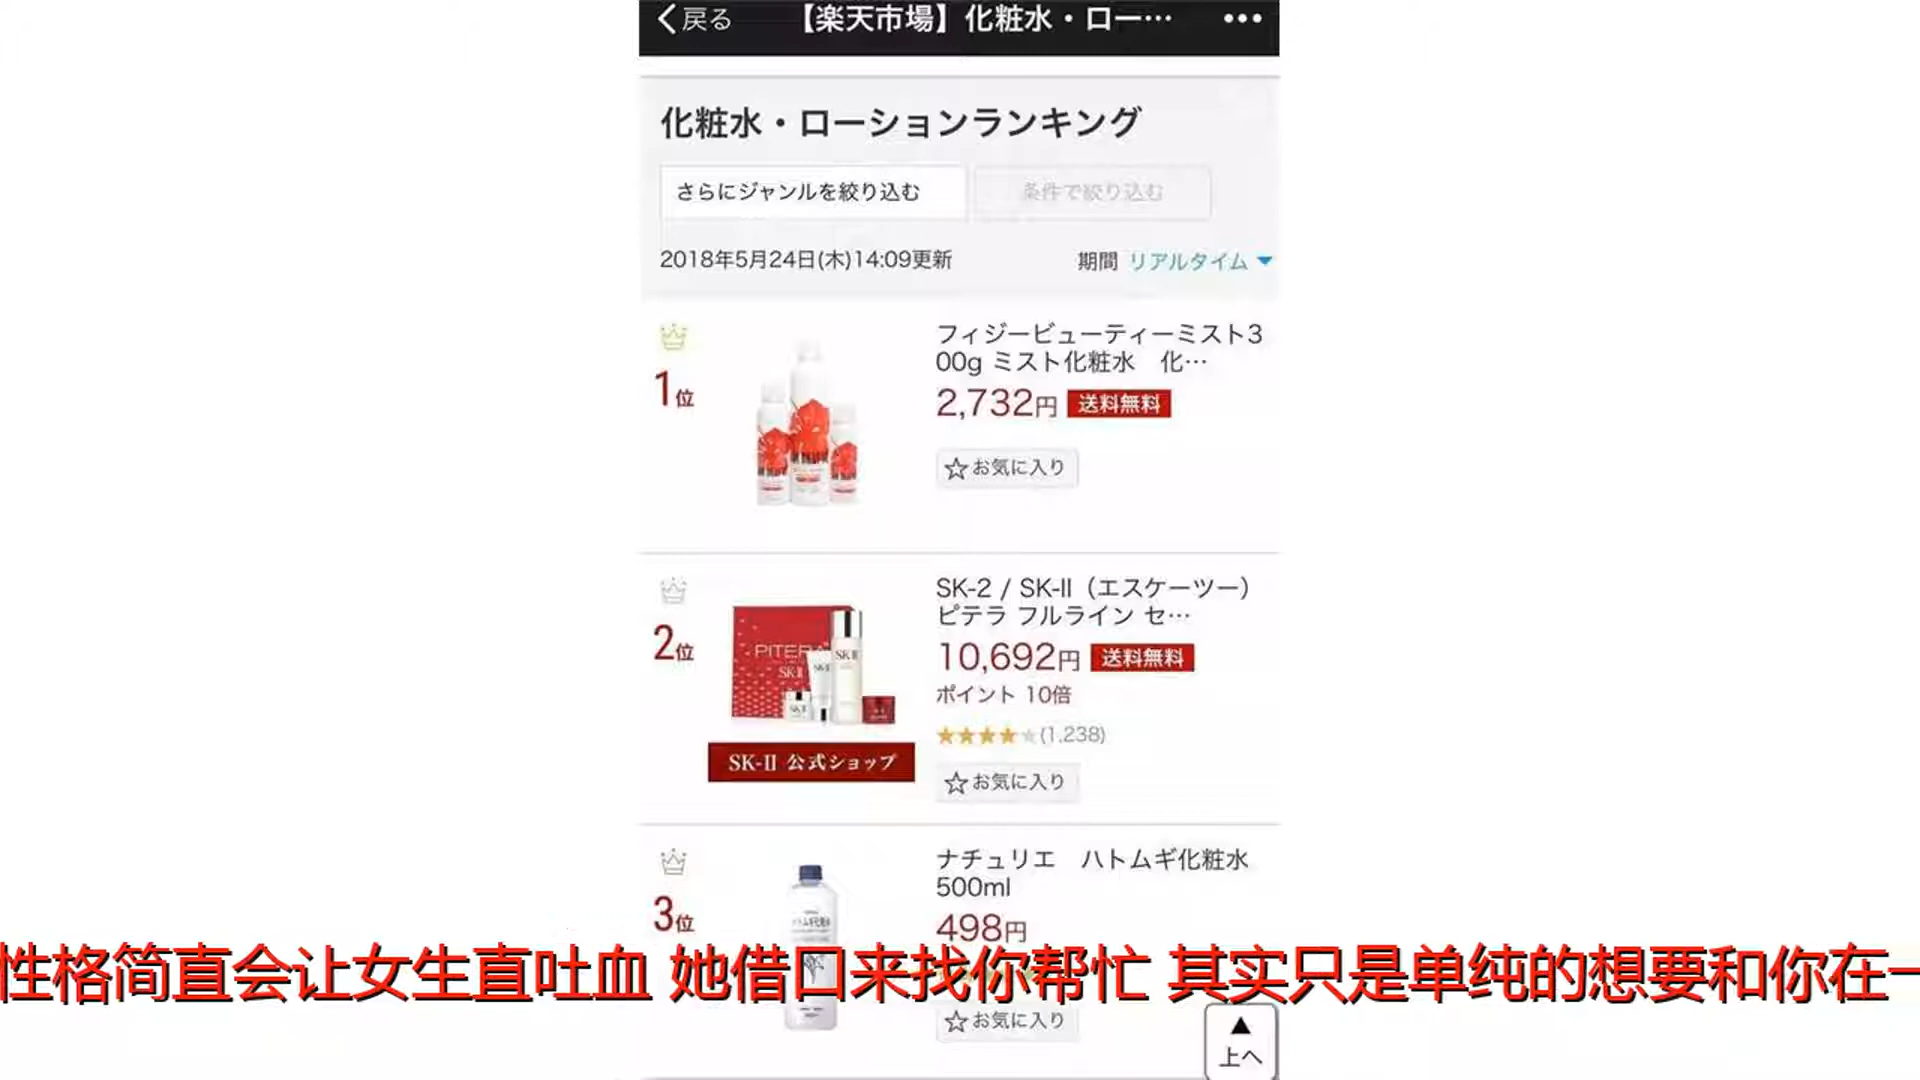 戻る 【楽天市場】化粧水・ロー…
化粧水・ローションランキング
さらにジャンルを絞り込む 条件で絞り込む
2018年5月24日(木)14:09更新 期間 リアルタイム
1位
フィジービューティーミスト3
00g ミスト化粧水 化…
2,732円 送料無料
☆お気に入り
2位
PITERA
SK-II
SK-II 公式ショップ
SK-2 / SK-II（エスケーツー）
ピテラ フルライン セ…
10,692円 送料無料
ポイント 10倍
(1,238)
☆お気に入り
3位
ナチュリエ ハトムギ化粧水
500ml
498円
性格简直会让女生直吐血 她借口来找你帮忙 其实只是单纯的想要和你在一
☆お気に入り
▲
上へ